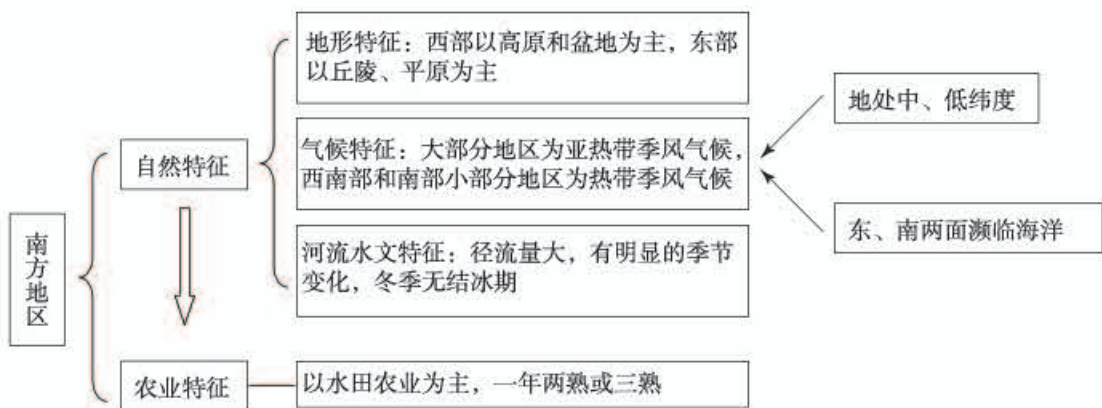 地形特征：西部以高原和盆地为主，东部
以丘陵、平原为主
地处中、低纬度
自然特征
气候特征：大部分地区为亚热带季风气候，
西南部和南部小部分地区为热带季风气候
南方地区
东、南两面濒临海洋
河流水文特征：径流量大，有明显的季节
变化，冬季无结冰期
农业特征
以水田农业为主，一年两熟或三熟